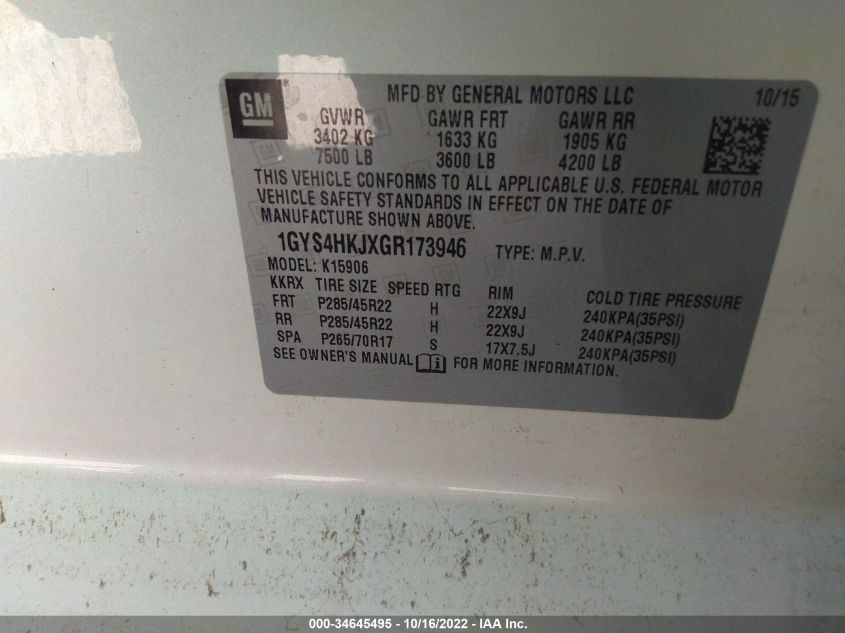 GM
MFD BY GENERAL MOTORS LLC 10/15
GVWR GAWR FRT GAWR RR
3402 KG 1633 KG 1905 KG
7500 LB 3600 LB 4200 LB
THIS VEHICLE CONFORMS TO ALL APPLICABLE U.S. FEDERAL MOTOR
VEHICLE SAFETY STANDARDS IN EFFECT ON THE DATE OF
MANUFACTURE SHOWN ABOVE.
1GYS4HKJXGR173946 TYPE: M.P.V.
MODEL: K15906
KKRX TIRE SIZE SPEED RTG RIM COLD TIRE PRESSURE
FRT P285/45R22 H 22X9J 240KPA(35PSI)
RR P285/45R22 H 22X9J 240KPA(35PSI)
SPA P265/70R17 S 17X7.5J 240KPA(35PSI)
SEE OWNER'S MANUAL i FOR MORE INFORMATION.
000-34645495 - 10/16/2022 - IAA Inc.